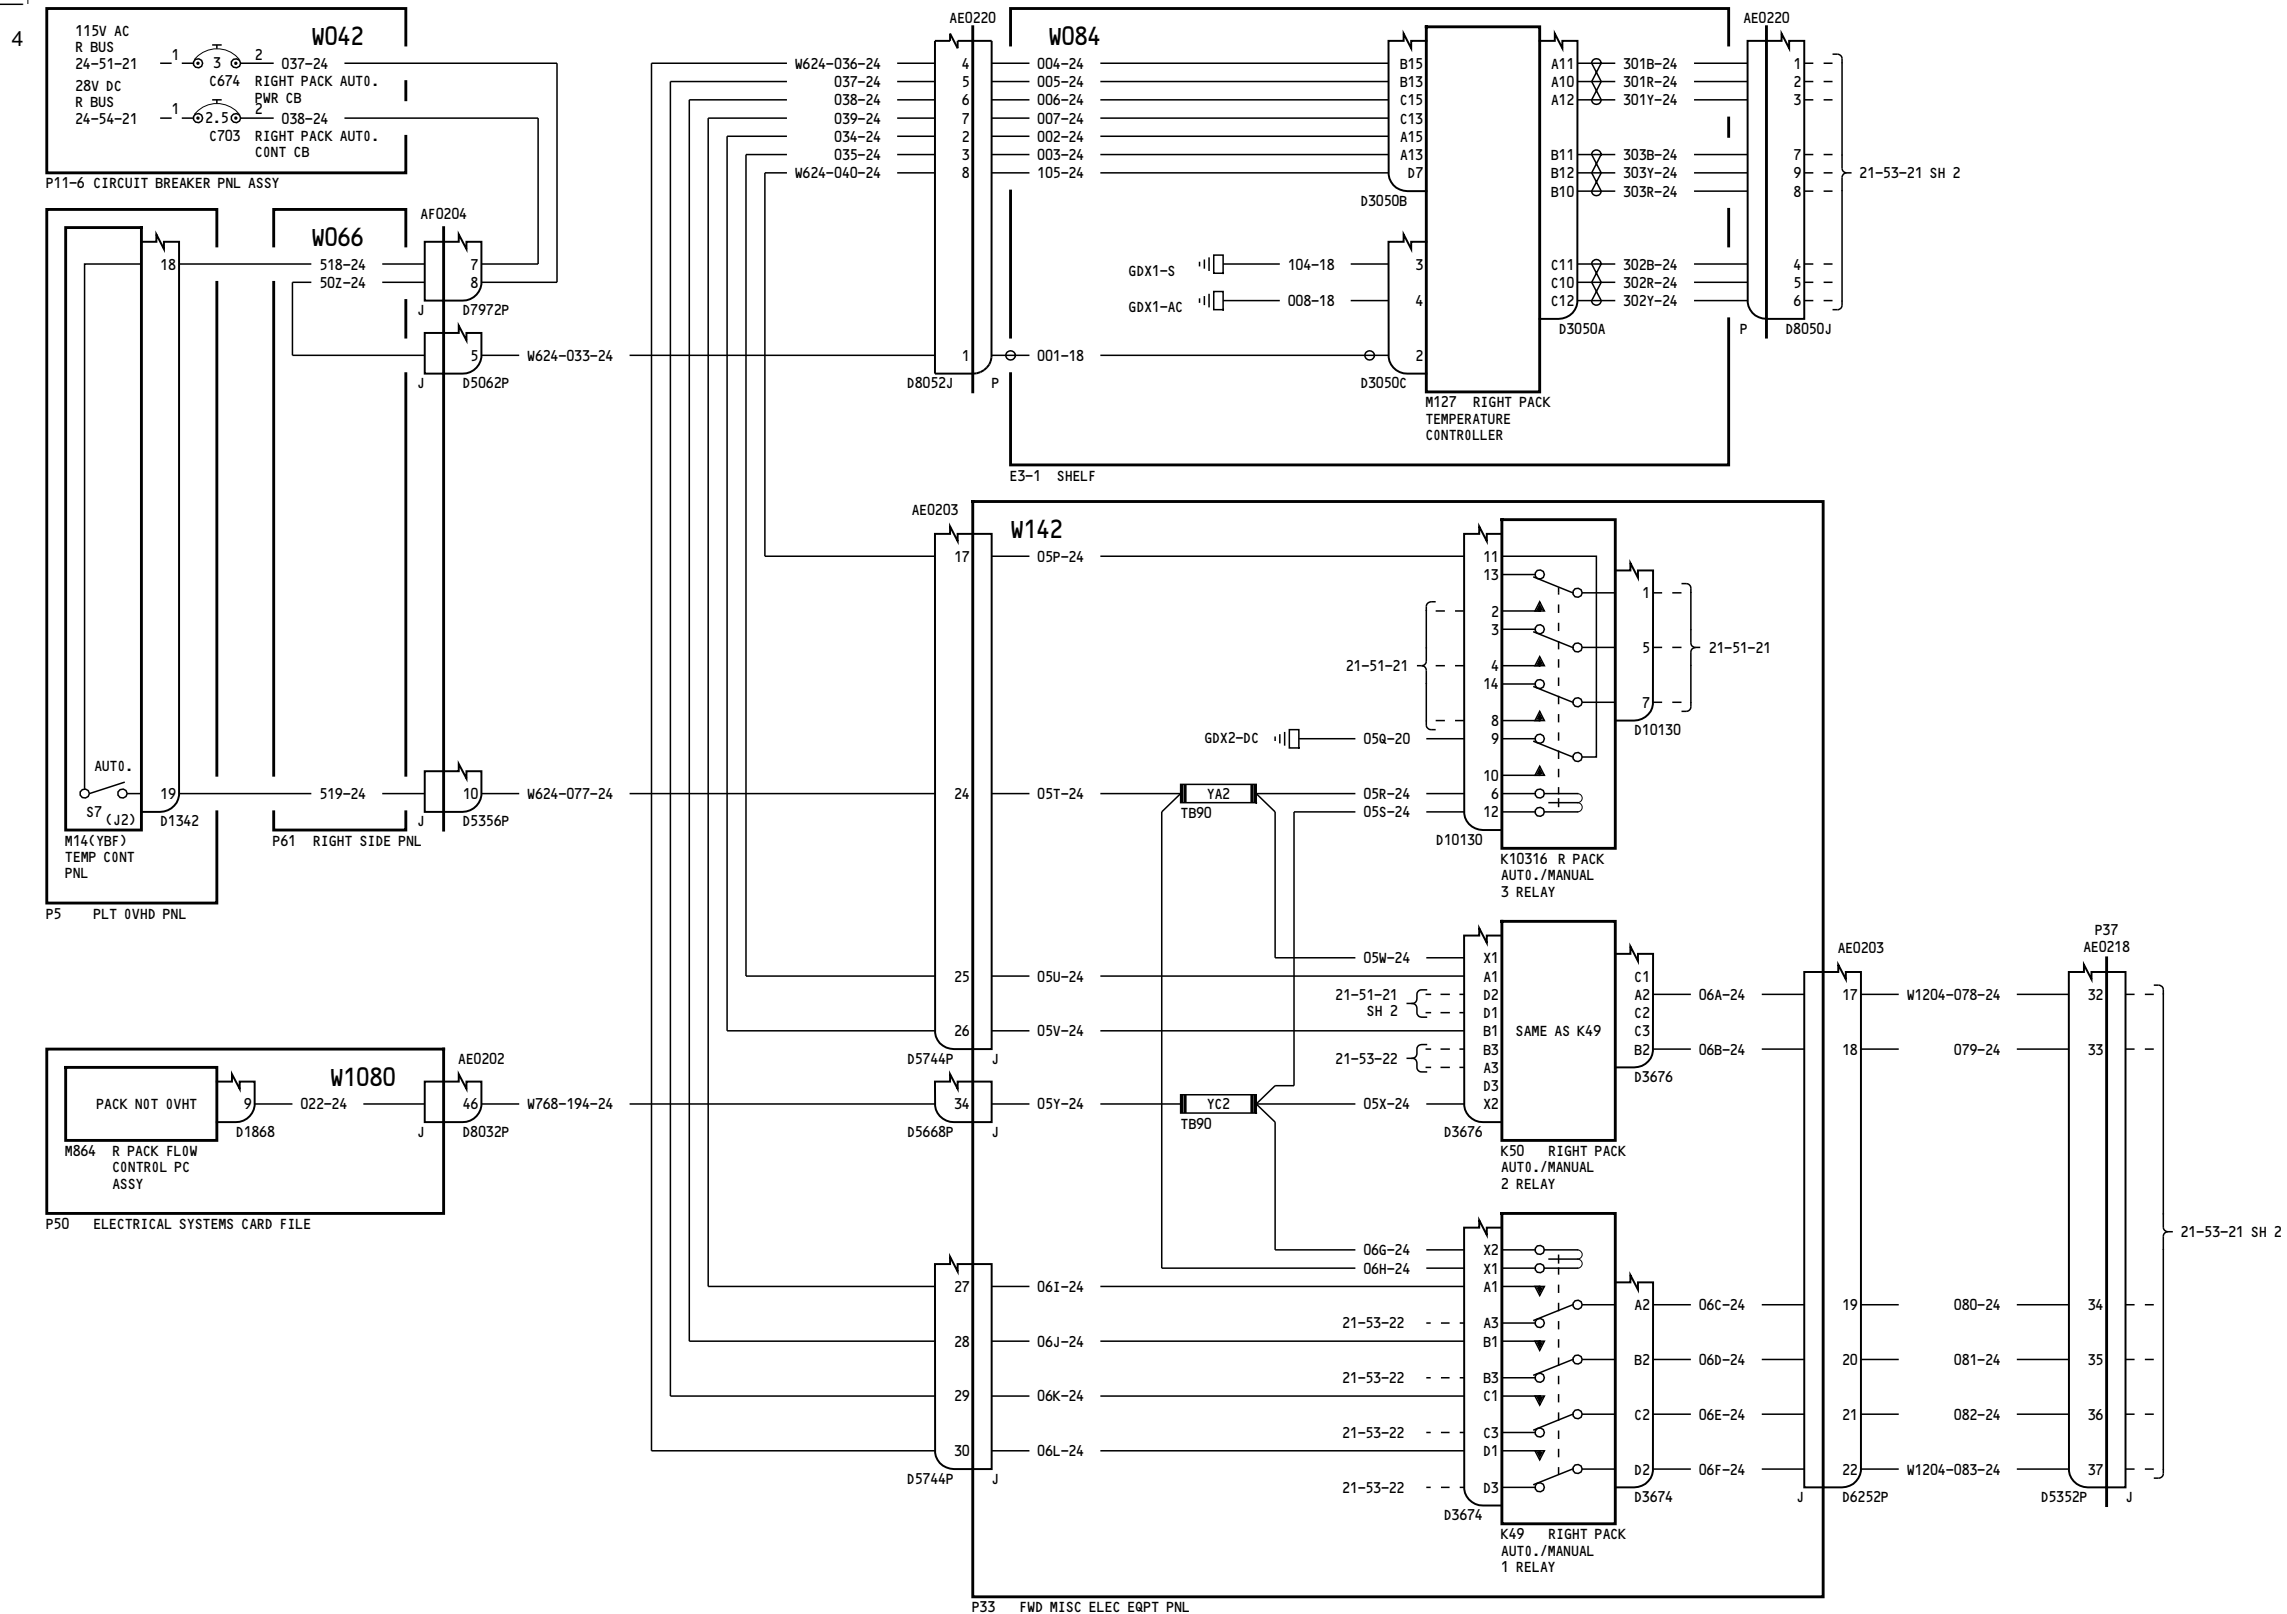 4
115V AC
R BUS
24-51-21
1
3
2
037-24
W042
C674
RIGHT PACK AUTO.
PWR CB
28V DC
R BUS
24-54-21
1
2.5
2
038-24
C703
RIGHT PACK AUTO.
CONT CB
P11-6 CIRCUIT BREAKER PNL ASSY
W066
AF0204
18
518-24
7
50Z-24
8
J
D7972P
5
W624-033-24
J
D5062P
AUTO.
S7
(J2)
19
519-24
10
W624-077-24
D1342
J
D5356P
M14(YBF)
TEMP CONT
PNL
P61 RIGHT SIDE PNL
P5 PLT OVHD PNL
W1080
AE0202
PACK NOT OVHT
9
022-24
46
W768-194-24
D1868
J
D8032P
M864 R PACK FLOW
CONTROL PC
ASSY
P50 ELECTRICAL SYSTEMS CARD FILE
AE0220
W084
W624-036-24 4 004-24 B15
037-24 5 005-24 B13
038-24 6 006-24 C15
039-24 7 007-24 C13
034-24 2 002-24 A15
035-24 3 003-24 A13
W624-040-24 8 105-24 D7
D3050B
GDX1-S 104-18 3
GDX1-AC 008-18 4
1 001-18 2
D8052J P
D3050C
M127 RIGHT PACK
TEMPERATURE
CONTROLLER
E3-1 SHELF
AE0220
A11 301B-24 1
A10 301R-24 2
A12 301Y-24 3
B11 303B-24 7
B12 303Y-24 9
B10 303R-24 8
C11 302B-24 4
C10 302R-24 5
C12 302Y-24 6
D3050A
P
D8050J
21-53-21 SH 2
AE0203
W142
17 05P-24 11
13
2
3
21-51-21 4
14
8
GDX2-DC 05Q-20 9
10
24 05T-24 YA2 05R-24 6
TB90
05S-24 12
D10130
1
5
7
21-51-21
D10130
K10316 R PACK
AUTO./MANUAL
3 RELAY
05W-24 X1
25 05U-24 A1
21-51-21
SH 2
D2
D1
26 05V-24 B1
21-53-22
B3
A3
D3
D5744P J
34 05Y-24 YC2 05X-24 X2
D5668P J
TB90
D3676
SAME AS K49
C1
A2
C2
C3
B2
D3676
06A-24
06B-24
K50 RIGHT PACK
AUTO./MANUAL
2 RELAY
06G-24 X2
06H-24 X1
27 06I-24 A1
21-53-22 A3
28 06J-24 B1
21-53-22 B3
29 06K-24 C1
21-53-22 C3
30 06L-24 D1
21-53-22 D3
D5744P J
D3674
A2 06C-24
B2 06D-24
C2 06E-24
D2 06F-24
D3674
K49 RIGHT PACK
AUTO./MANUAL
1 RELAY
P33 FWD MISC ELEC EQPT PNL
AE0203
P37
AE0218
17 W1204-078-24 32
18 079-24 33
19 080-24 34
20 081-24 35
21 082-24 36
22 W1204-083-24 37
J D6252P
D5352P J
21-53-21 SH 2